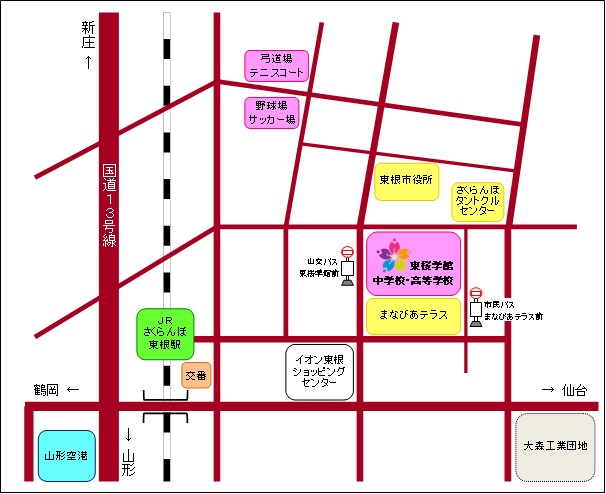 新庄
↑
弓道場
テニスコート
野球場
サッカー場
国道13号線
東根市役所
さくらんぼ
タントクル
センター
山交バス
東桜学館前
東桜学館
中学校・高等学校
市民バス
まなびあテラス前
まなびあテラス
JR
さくらんぼ
東根駅
イオン東根
ショッピング
センター
交番
鶴岡 ←
→ 仙台
→ 山形
山形空港
大森工業団地